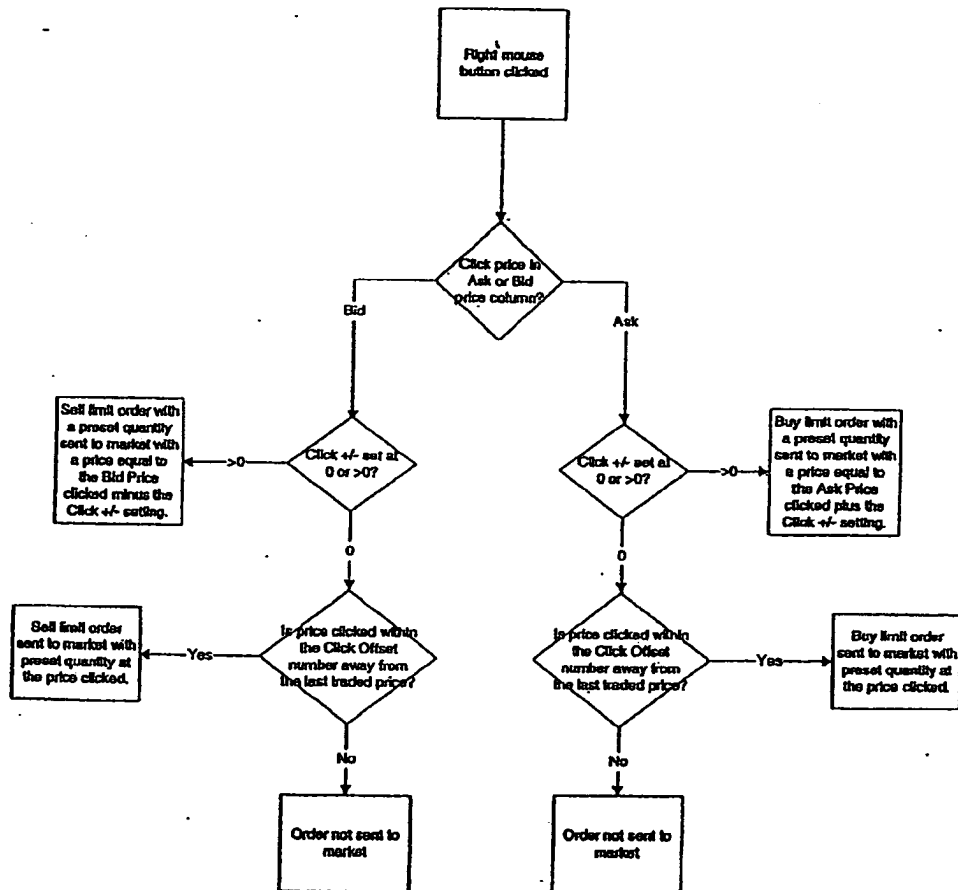 Right mouse
button clicked
Click price in
Ask or Bid
price column?
Bid
Ask
Sell limit order with
a preset quantity
sent to market with
a price equal to
the Bid Price
clicked minus the
Click +/- setting.
>0
Click +/- set at
0 or >0?
Click +/- set at
0 or >0?
>0
Buy limit order with
a preset quantity
sent to market with
a price equal to
the Ask Price
clicked plus the
Click +/- setting.
0
0
Sell limit order
sent to market with
preset quantity at
the price clicked.
Yes
Is price clicked within
the Click Offset
number away from
the last traded price?
Is price clicked within
the Click Offset
number away from
the last traded price?
Yes
Buy limit order
sent to market with
preset quantity at
the price clicked.
No
No
Order not sent to
market
Order not sent to
market